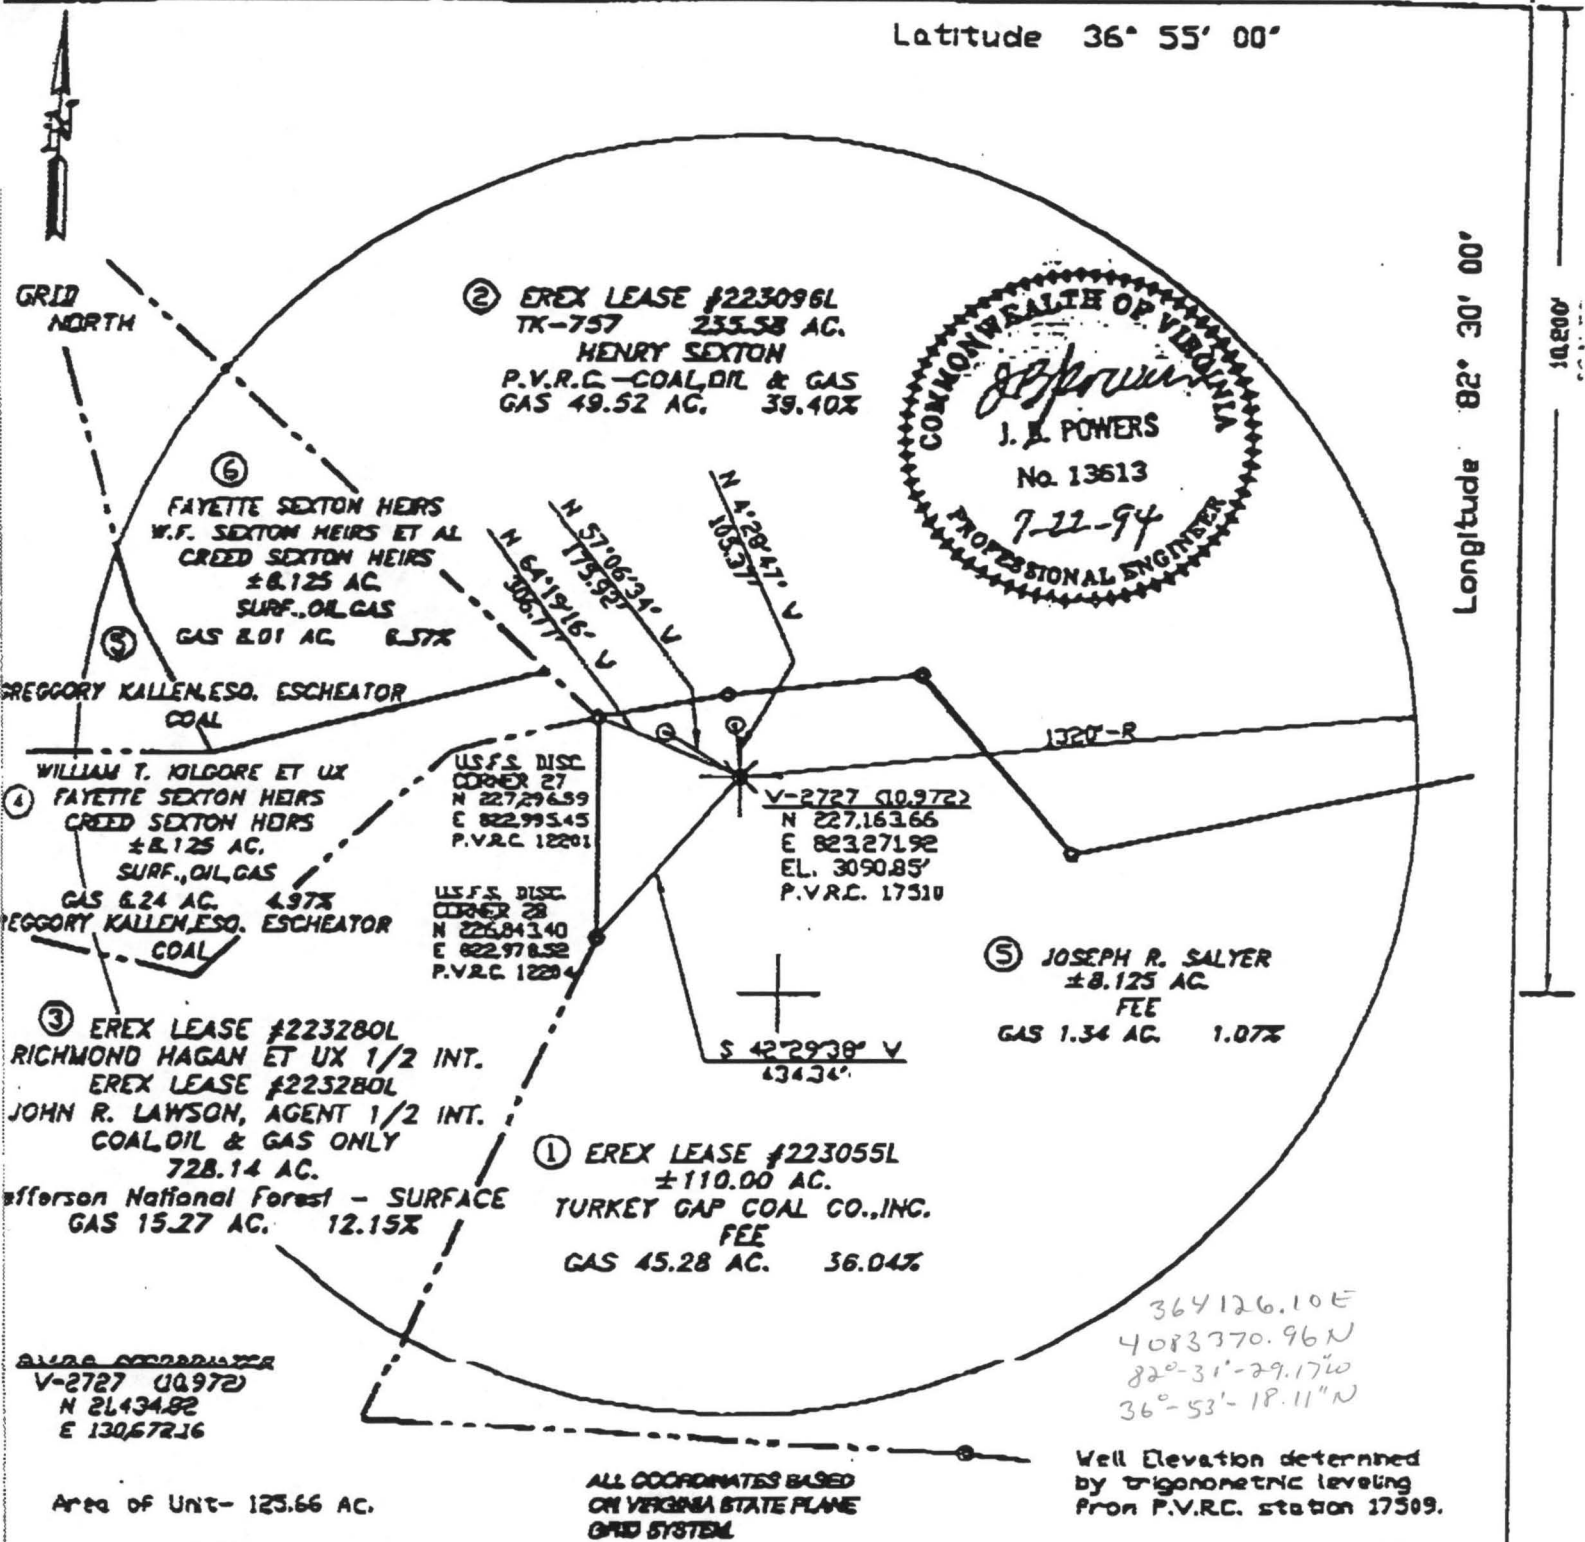 Latitude 36° 55' 00"
Longitude 82° 30' 00"
10,200'
GRID
NORTH
② EREX LEASE #223096L
TK-757 235.58 AC.
HENRY SEXTON
P.V.R.C.-COAL,OIL & GAS
GAS 49.52 AC. 39.40%
COMMONWEALTH OF VIRGINIA
J. B. POWERS
No. 13613
7-22-94
PROFESSIONAL ENGINEER
⑥
FAYETTE SEXTON HEIRS
W.F. SEXTON HEIRS ET AL
CREED SEXTON HEIRS
±8.125 AC.
SURF.,OIL,GAS
GAS 8.01 AC. 6.37%
N 64°19'16" W
306.77'
N 57°06'34" W
175.92'
N 4°28'47" W
105.37'
GREGGORY KALLEN,ESQ. ESCHEATOR
COAL
WILLIAM T. KILGORE ET UX
④ FAYETTE SEXTON HEIRS
CREED SEXTON HEIRS
±8.125 AC.
SURF.,OIL,GAS
GAS 6.24 AC. 4.97%
EGGORY KALLEN,ESQ. ESCHEATOR
COAL
U.S.F.S. DISC
CORNER 27
N 227,296.59
E 822,995.45
P.V.R.C. 12201
U.S.F.S. DISC
CORNER 28
N 226,843.40
E 822,978.52
P.V.R.C. 12204
1320'-R
V-2727 (10,972)
N 227,163.66
E 823,271.92
EL. 3090.85'
P.V.R.C. 17510
⑤ JOSEPH R. SALYER
±8.125 AC.
FEE
GAS 1.34 AC. 1.07%
S 42°29'38" W
434.34'
③ EREX LEASE #223280L
RICHMOND HAGAN ET UX 1/2 INT.
EREX LEASE #223280L
JOHN R. LAWSON, AGENT 1/2 INT.
COAL,OIL & GAS ONLY
728.14 AC.
efferson National Forest - SURFACE
GAS 15.27 AC. 12.15%
① EREX LEASE #223055L
±110.00 AC.
TURKEY GAP COAL CO.,INC.
FEE
GAS 45.28 AC. 36.04%
364126.10E
4083370.96N
82°-31'-29.17"W
36°-53'-18.11"N
V-2727 (10,972)
N 21,434.82
E 130,672.16
Area of Unit- 125.66 AC.
ALL COORDINATES BASED
ON VIRGINIA STATE PLANE
GRID SYSTEM
Well Elevation determined
by trigonometric leveling
from P.V.R.C. station 17509.